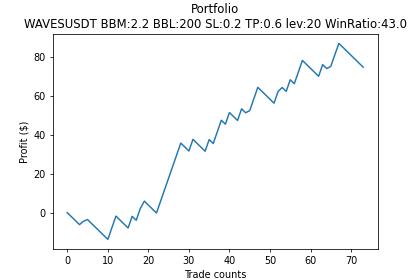 Portfolio
WAVESUSDT BBM:2.2 BBL:200 SL:0.2 TP:0.6 lev:20 WinRatio:43.0
80
60
40
20
0
Profit ($)
0 10 20 30 40 50 60 70
Trade counts